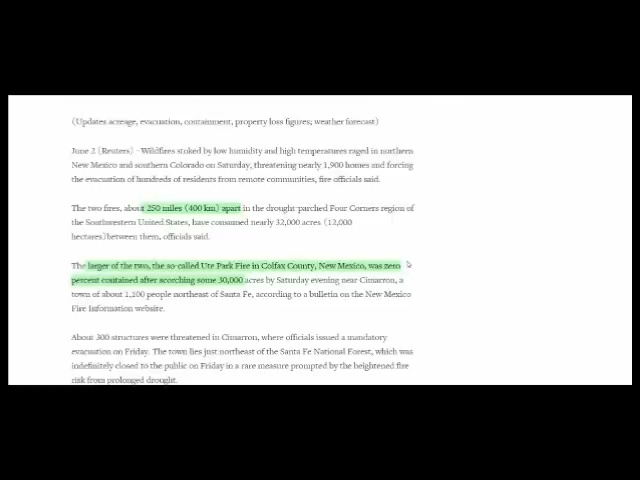 (Updates acreage, evacuation, containment, property loss figures; weather forecast)
June 2 (Reuters) - Wildfires stoked by low humidity and high temperatures raged in northern
New Mexico and southern Colorado on Saturday, threatening nearly 1,900 homes and forcing
the evacuation of hundreds of residents from remote communities, fire officials said.
The two fires, about 250 miles (400 km) apart in the drought-parched Four Corners region of
the Southwestern United States, have consumed nearly 32,000 acres (12,000
hectares)between them, officials said.
The larger of the two, the so-called Ute Park Fire in Colfax County, New Mexico, was zero
percent contained after scorching some 30,000 acres by Saturday evening near Cimarron, a
town of about 1,100 people northeast of Santa Fe, according to a bulletin on the New Mexico
Fire Information website.
About 300 structures were threatened in Cimarron, where officials issued a mandatory
evacuation on Friday. The town lies just northeast of the Santa Fe National Forest, which was
indefinitely closed to the public on Friday in a rare measure prompted by the heightened fire
risk from prolonged drought.